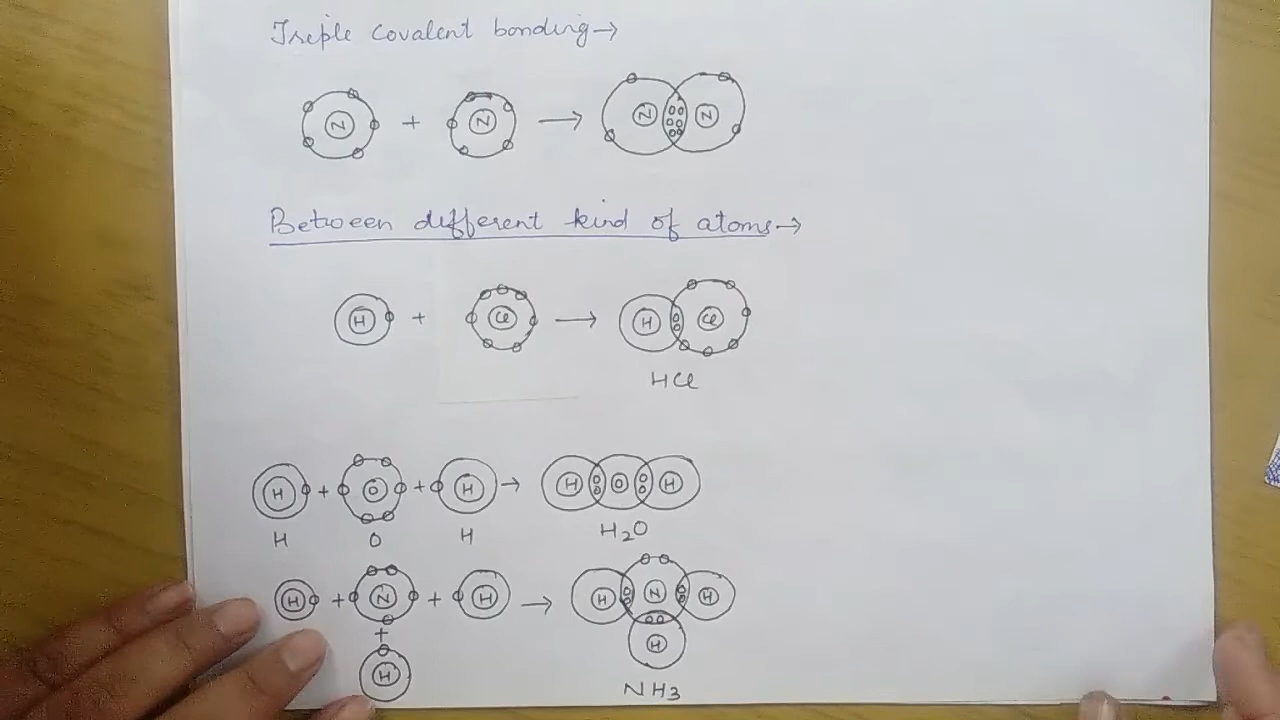 Triple covalent bonding→
N + N → N N
Between different kind of atoms→
H + Cl → H Cl
HCl
H + O + H → H O H
H O H H2O
H + N + H → H N H
+
H H
NH3